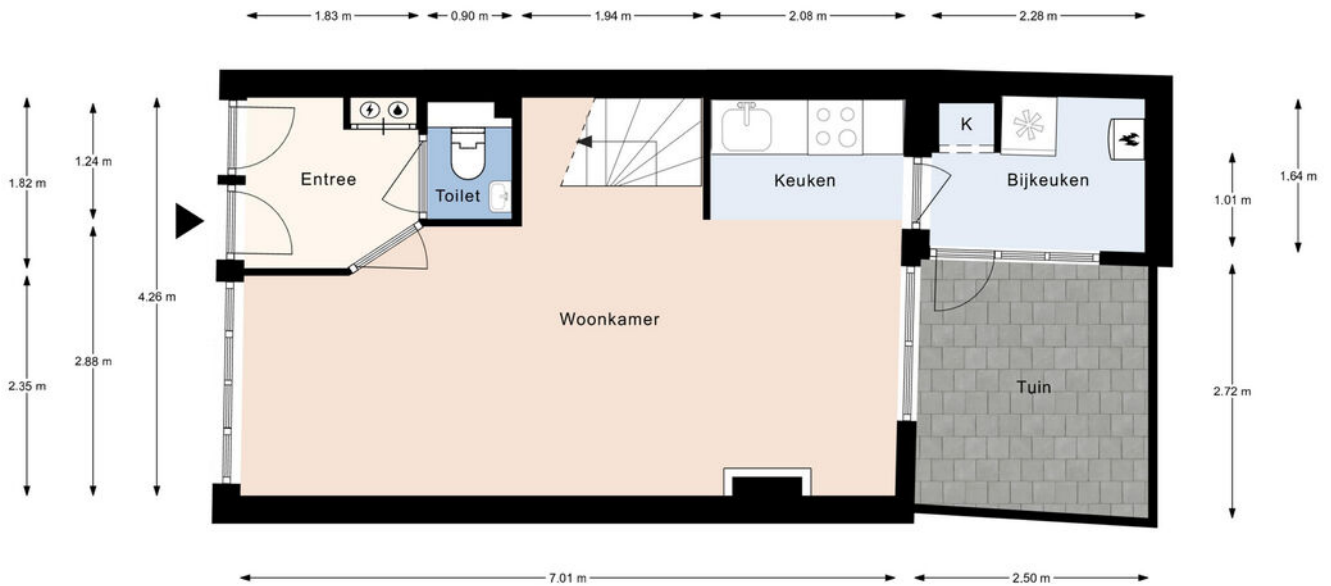 1.83 m
0.90 m
1.94 m
2.08 m
2.28 m
1.82 m
1.24 m
4.26 m
2.35 m
2.88 m
Entree
Toilet
Keuken
K
Bijkeuken
1.01 m
1.64 m
Woonkamer
Tuin
2.72 m
7.01 m
2.50 m